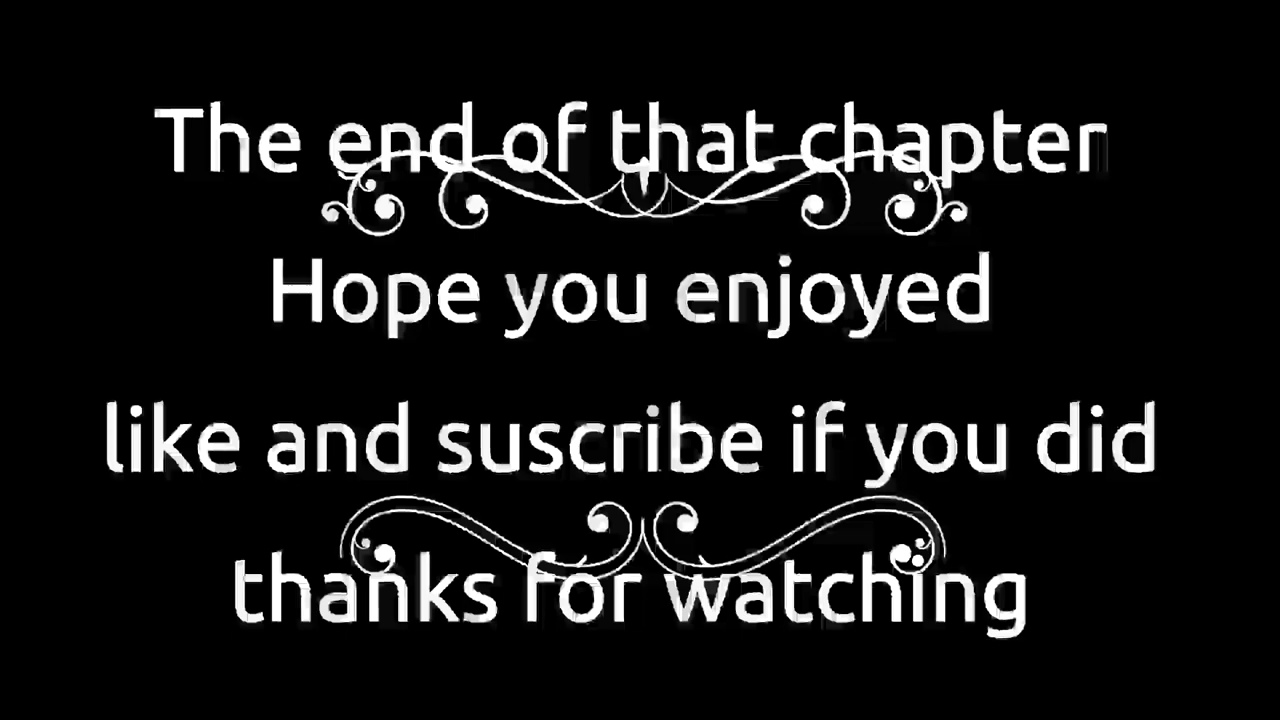 The end of that chapter
Hope you enjoyed
like and suscribe if you did
thanks for watching